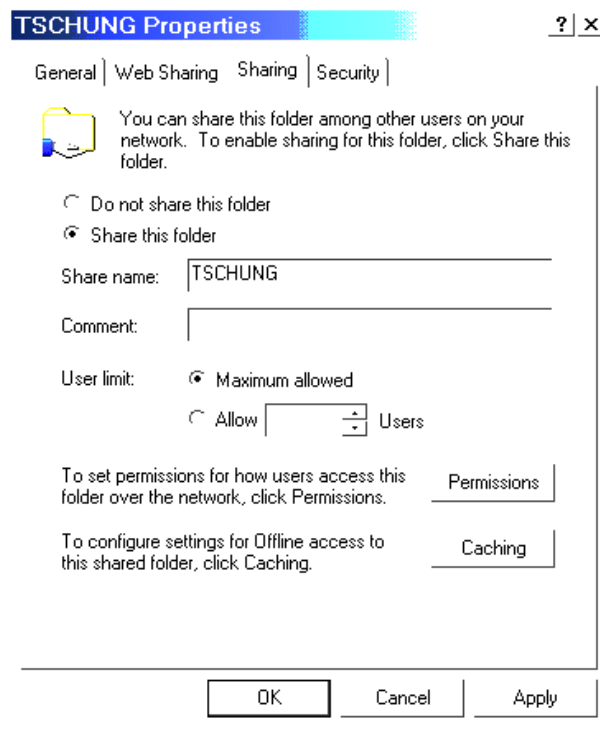 TSCHUNG Properties
General Web Sharing Sharing Security
You can share this folder among other users on your
network. To enable sharing for this folder, click Share this
folder.
Do not share this folder
Share this folder
Share name: TSCHUNG
Comment:
User limit: Maximum allowed
Allow Users
To set permissions for how users access this
folder over the network, click Permissions.
Permissions
To configure settings for Offline access to
this shared folder, click Caching.
Caching
OK Cancel Apply